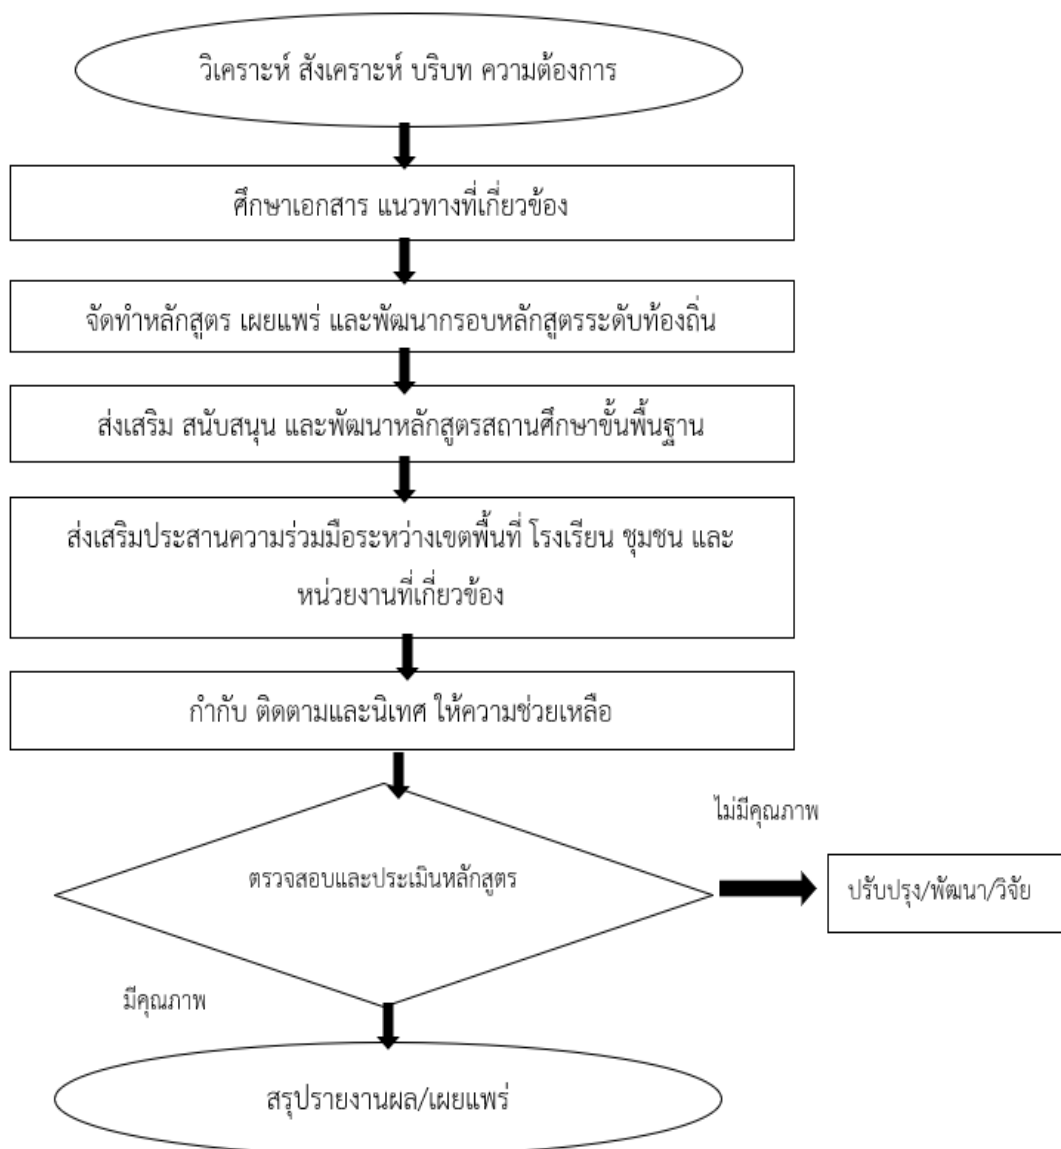 วิเคราะห์ สังเคราะห์ บริบท ความต้องการ
ศึกษาเอกสาร แนวทางที่เกี่ยวข้อง
จัดทำหลักสูตร เผยแพร่ และพัฒนากรอบหลักสูตรระดับท้องถิ่น
ส่งเสริม สนับสนุน และพัฒนาหลักสูตรสถานศึกษาขั้นพื้นฐาน
ส่งเสริมประสานความร่วมมือระหว่างเขตพื้นที่ โรงเรียน ชุมชน และ
หน่วยงานที่เกี่ยวข้อง
กำกับ ติดตามและนิเทศ ให้ความช่วยเหลือ
ไม่มีคุณภาพ
ตรวจสอบและประเมินหลักสูตร
ปรับปรุง/พัฒนา/วิจัย
มีคุณภาพ
สรุปรายงานผล/เผยแพร่